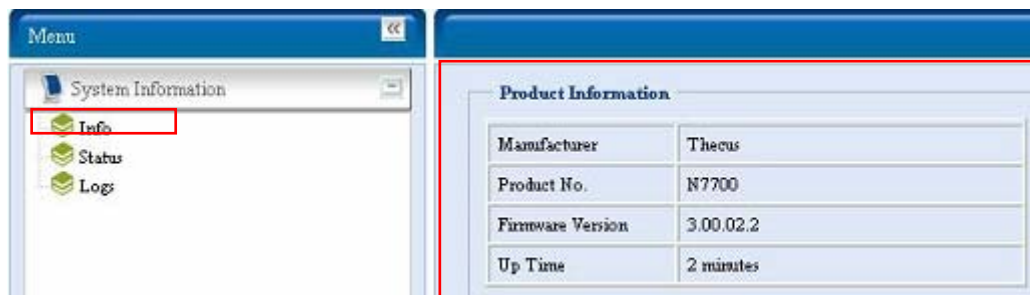 Menu
System Information
Info
Status
Logs
Product Information
Manufacturer Thecus
Product No. N7700
Firmware Version 3.00.02.2
Up Time 2 minutes